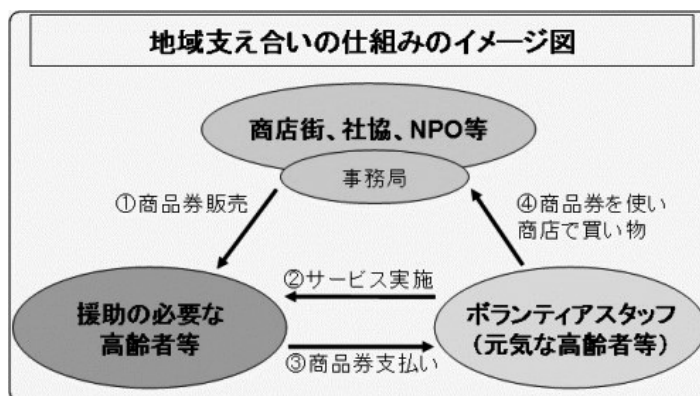 地域支え合いの仕組みのイメージ図
商店街、社協、NPO等
事務局
①商品券販売
④商品券を使い
商店で買い物
②サービス実施
援助の必要な
高齢者等
ボランティアスタッフ
（元気な高齢者等）
③商品券支払い